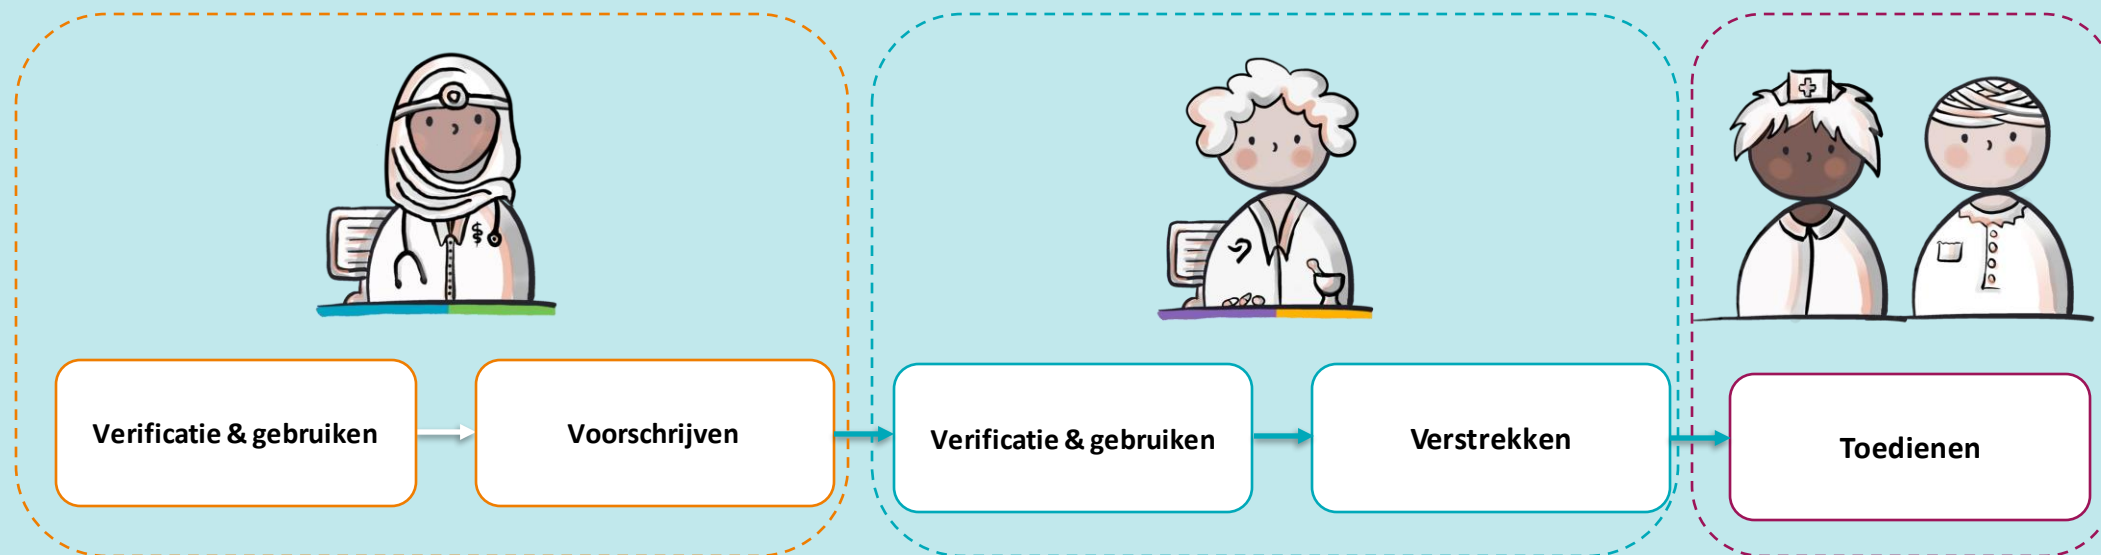 Verificatie & gebruiken
Voorschrijven
Verificatie & gebruiken
Verstrekken
Toedienen